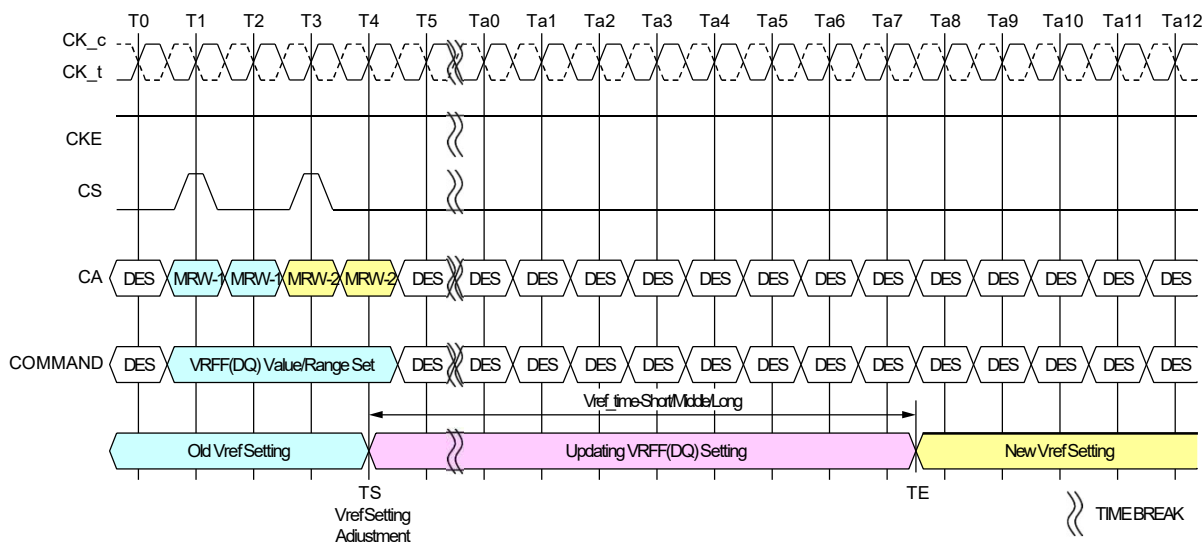 T0 T1 T2 T3 T4 T5 Ta0 Ta1 Ta2 Ta3 Ta4 Ta5 Ta6 Ta7 Ta8 Ta9 Ta10 Ta11 Ta12
CK_c
CK_t
CKE
CS
CA DES MRW-1 MRW-1 MRW-2 MRW-2 DES DES DES DES DES DES DES DES DES DES DES DES DES DES
COMMAND DES VRFF(DQ) Value/Range Set DES DES DES DES DES DES DES DES DES DES DES DES DES DES
Vref_time-Short/Middle/Long
Old Vref Setting Updating VRFF(DQ) Setting New Vref Setting
TS TE
Vref Setting
Adiustment
TIME BREAK